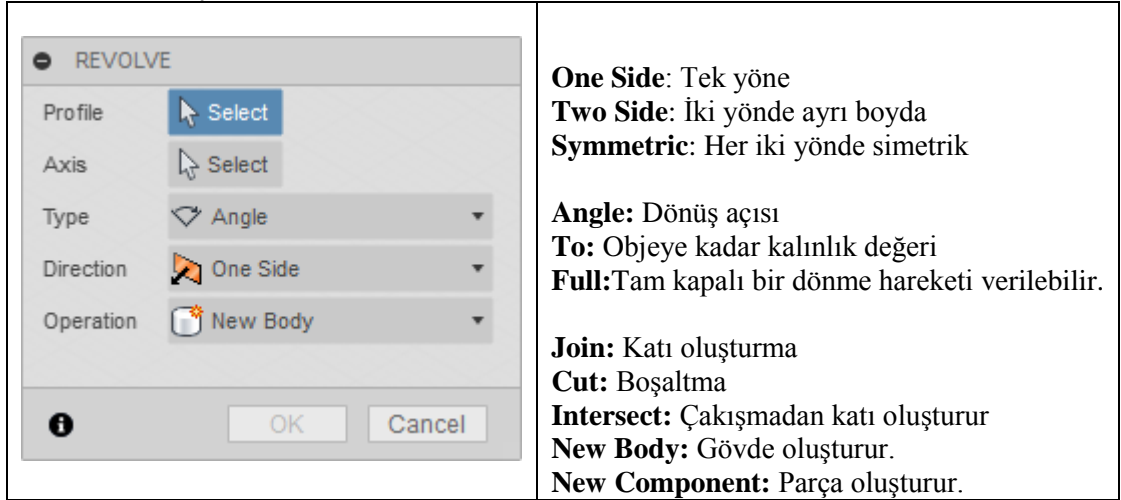 REVOLVE
Profile Select
Axis Select
Type Angle
Direction One Side
Operation New Body
OK Cancel
One Side: Tek yöne
Two Side: İki yönde ayrı boyda
Symmetric: Her iki yönde simetrik
Angle: Dönüş açısı
To: Objeye kadar kalınlık değeri
Full:Tam kapalı bir dönme hareketi verilebilir.
Join: Katı oluşturma
Cut: Boşaltma
Intersect: Çakışmadan katı oluşturur
New Body: Gövde oluşturur.
New Component: Parça oluşturur.